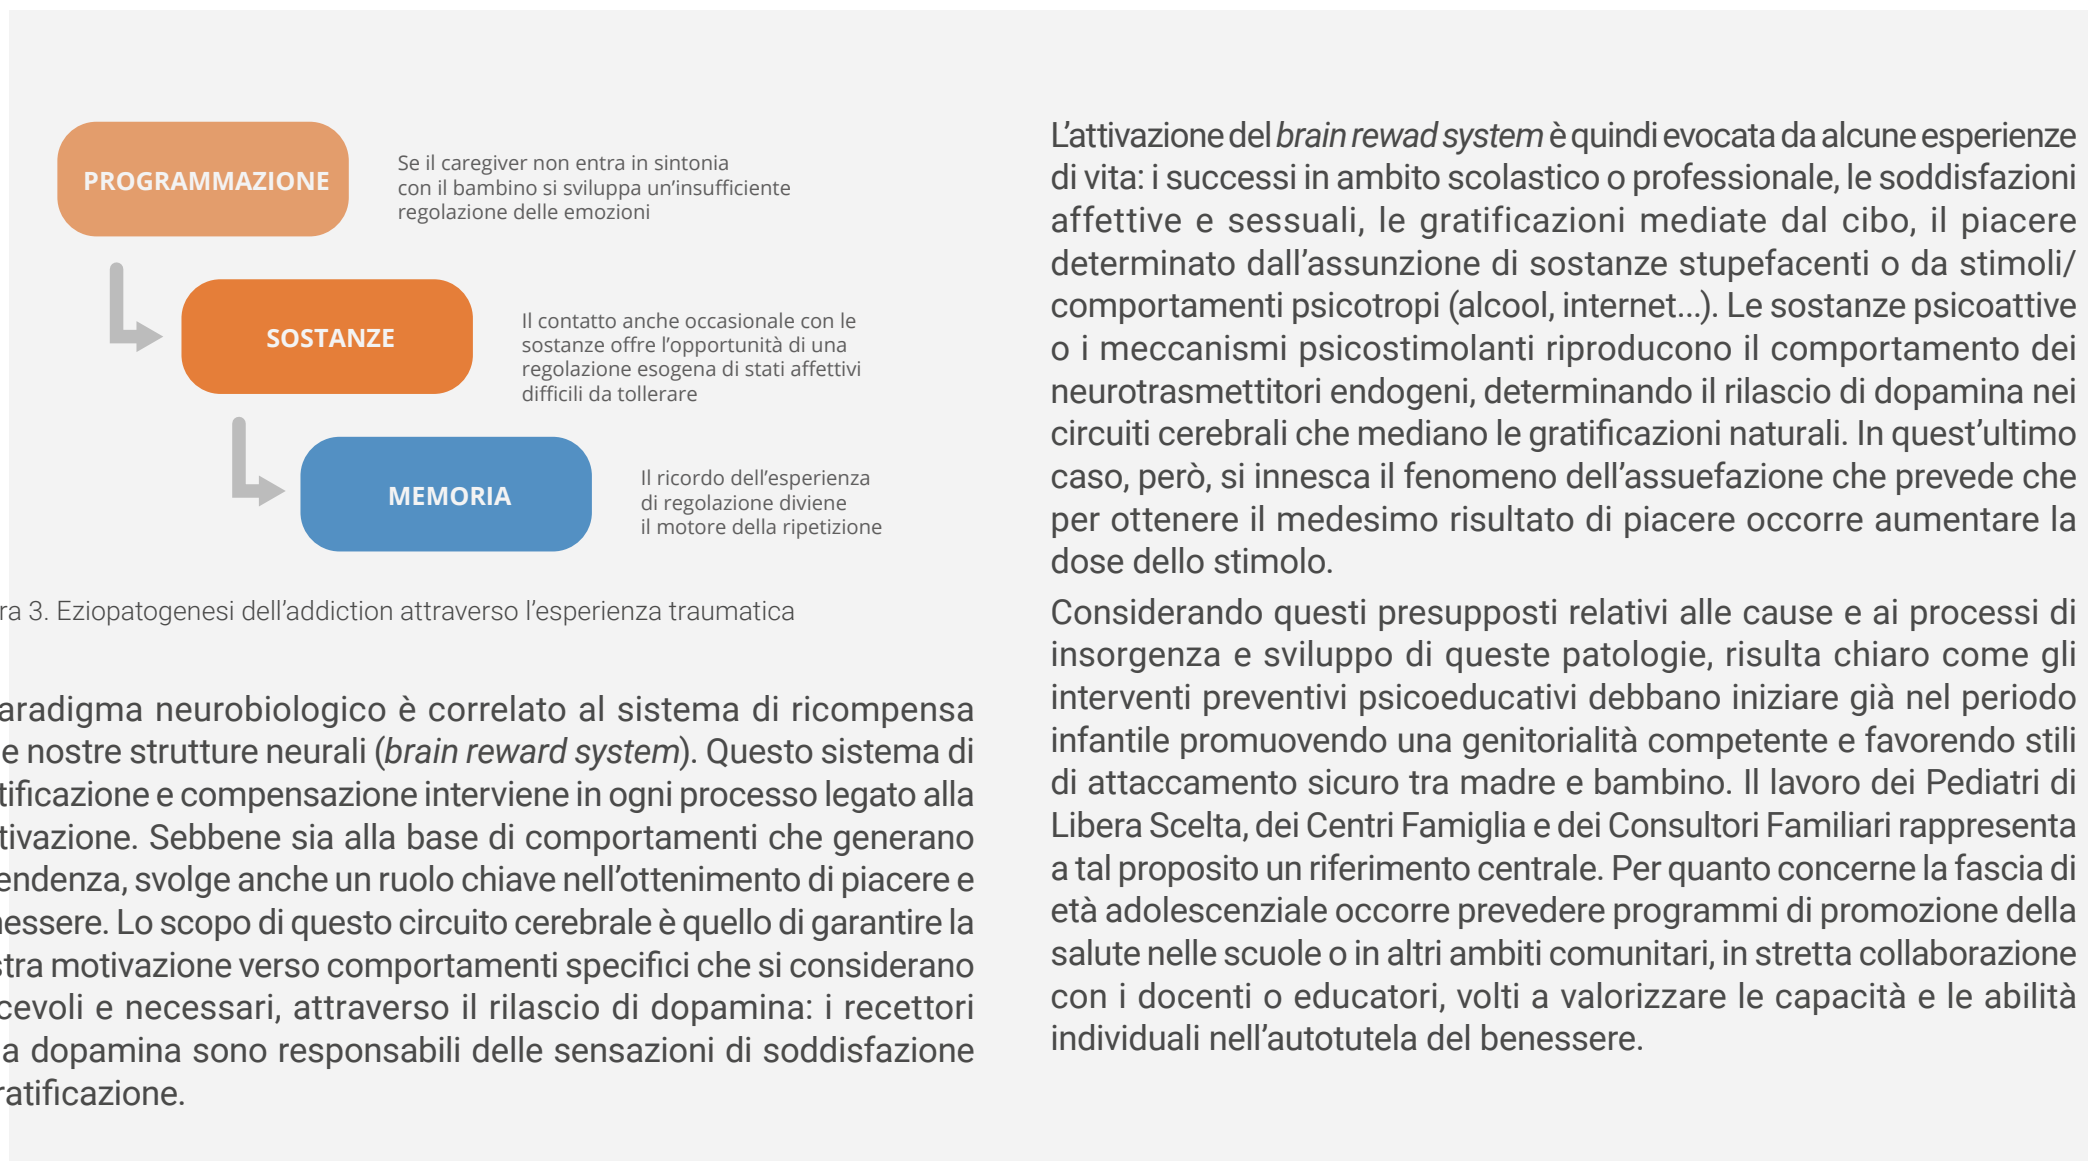 PROGRAMMAZIONE
Se il caregiver non entra in sintonia
con il bambino si sviluppa un’insufficiente
regolazione delle emozioni
SOSTANZE
Il contatto anche occasionale con le
sostanze offre l’opportunità di una
regolazione esogena di stati affettivi
difficili da tollerare
MEMORIA
Il ricordo dell’esperienza
di regolazione diviene
il motore della ripetizione
ra 3. Eziopatogenesi dell’addiction attraverso l’esperienza traumatica
aradigma neurobiologico è correlato al sistema di ricompensa
e nostre strutture neurali (brain reward system). Questo sistema di
tificazione e compensazione interviene in ogni processo legato alla
tivazione. Sebbene sia alla base di comportamenti che generano
endenza, svolge anche un ruolo chiave nell’ottenimento di piacere e
nessere. Lo scopo di questo circuito cerebrale è quello di garantire la
stra motivazione verso comportamenti specifici che si considerano
cevoli e necessari, attraverso il rilascio di dopamina: i recettori
la dopamina sono responsabili delle sensazioni di soddisfazione
ratificazione.
L’attivazione del brain rewad system è quindi evocata da alcune esperienze
di vita: i successi in ambito scolastico o professionale, le soddisfazioni
affettive e sessuali, le gratificazioni mediate dal cibo, il piacere
determinato dall’assunzione di sostanze stupefacenti o da stimoli/
comportamenti psicotropi (alcool, internet...). Le sostanze psicoattive
o i meccanismi psicostimolanti riproducono il comportamento dei
neurotrasmettitori endogeni, determinando il rilascio di dopamina nei
circuiti cerebrali che mediano le gratificazioni naturali. In quest’ultimo
caso, però, si innesca il fenomeno dell’assuefazione che prevede che
per ottenere il medesimo risultato di piacere occorre aumentare la
dose dello stimolo.
Considerando questi presupposti relativi alle cause e ai processi di
insorgenza e sviluppo di queste patologie, risulta chiaro come gli
interventi preventivi psicoeducativi debbano iniziare già nel periodo
infantile promuovendo una genitorialità competente e favorendo stili
di attaccamento sicuro tra madre e bambino. Il lavoro dei Pediatri di
Libera Scelta, dei Centri Famiglia e dei Consultori Familiari rappresenta
a tal proposito un riferimento centrale. Per quanto concerne la fascia di
età adolescenziale occorre prevedere programmi di promozione della
salute nelle scuole o in altri ambiti comunitari, in stretta collaborazione
con i docenti o educatori, volti a valorizzare le capacità e le abilità
individuali nell’autotutela del benessere.